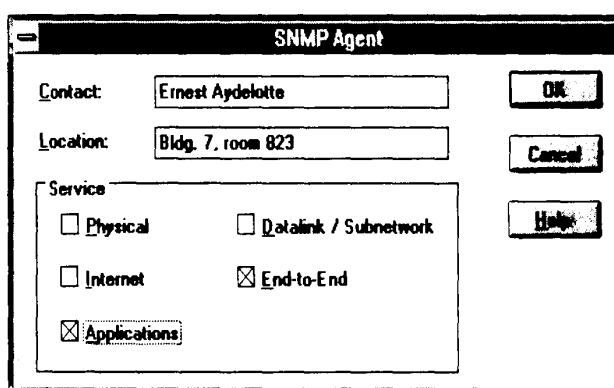 SNMP Agent
Contact: Ernest Aydelotte
OK
Location: Bldg. 7, room 823
Cancel
Service
Physical Datalink / Subnetwork
Help
Internet End-to-End
Applications